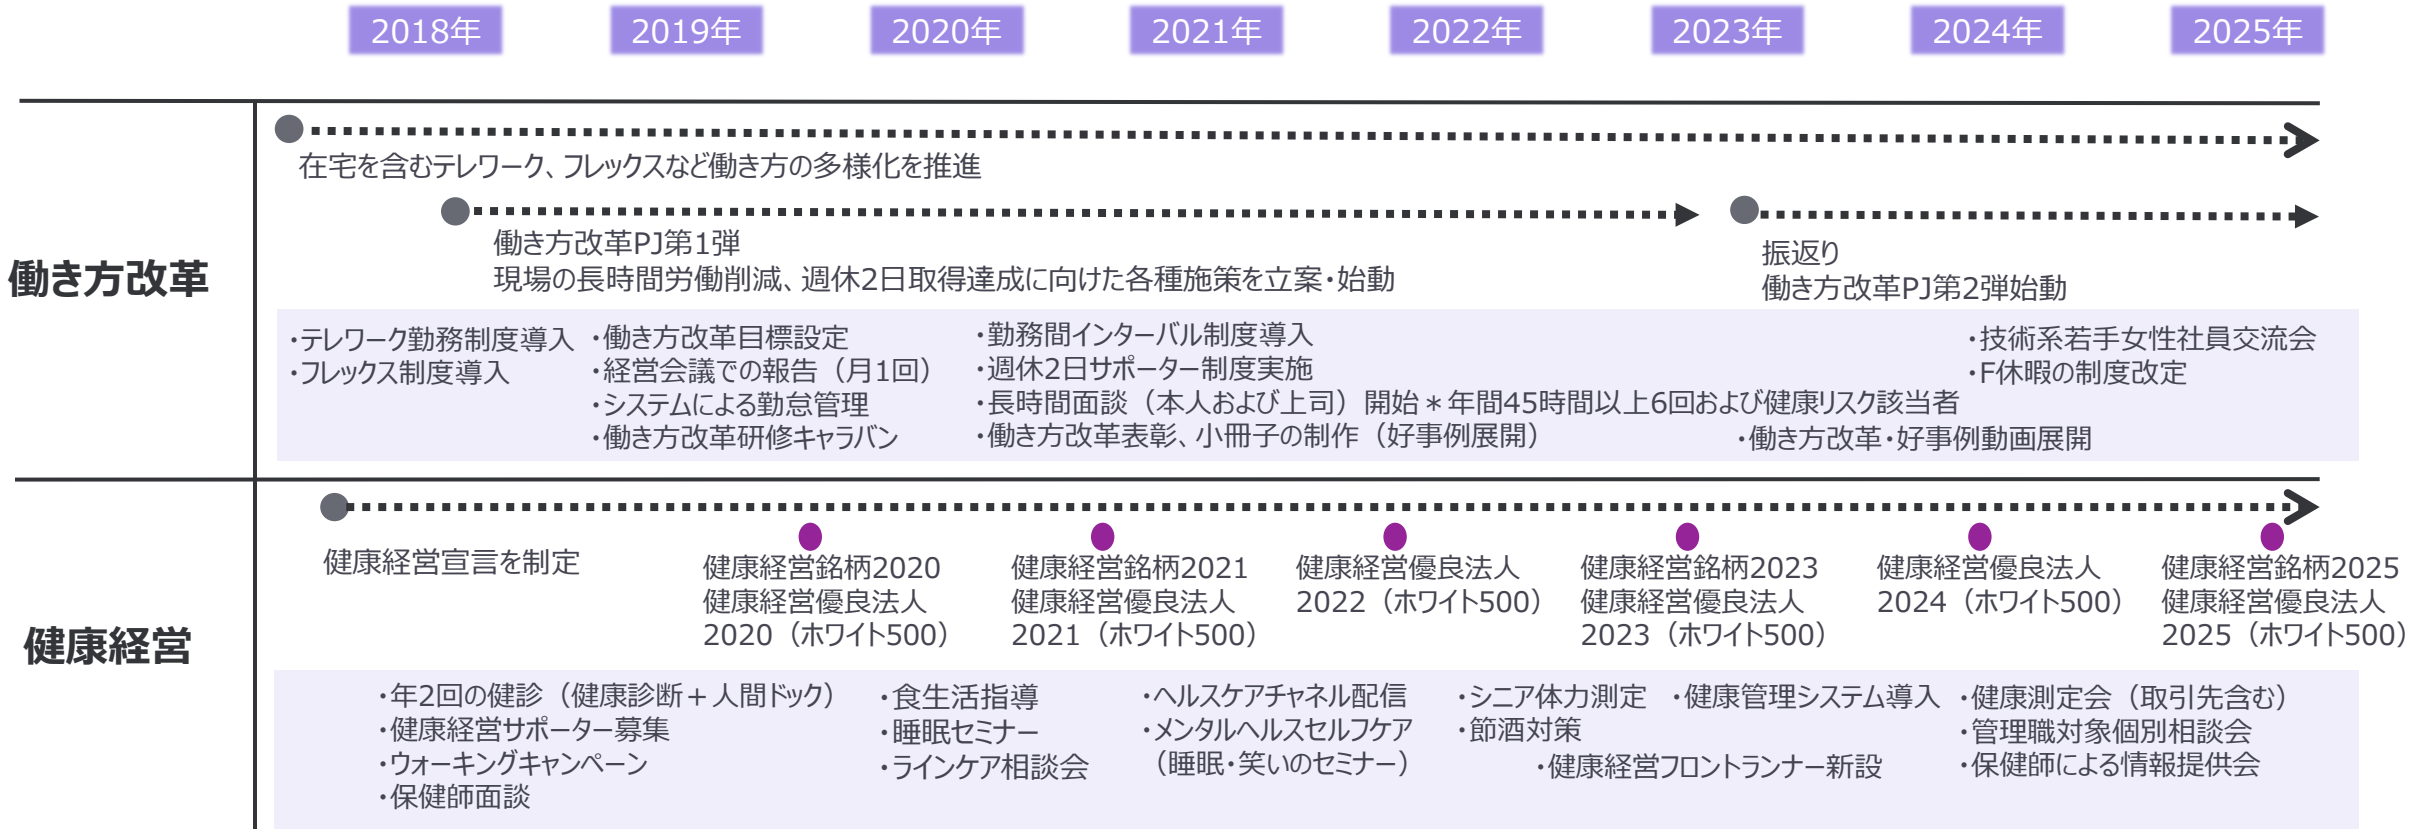 2018年
2019年
2020年
2021年
2022年
2023年
2024年
2025年
働き方改革
在宅を含むテレワーク、フレックスなど働き方の多様化を推進
働き方改革PJ第1弾
現場の長時間労働削減、週休2日取得達成に向けた各種施策を立案・始動
振返り
働き方改革PJ第2弾始動
・テレワーク勤務制度導入
・フレックス制度導入
・働き方改革目標設定
・経営会議での報告（月1回）
・システムによる勤怠管理
・働き方改革研修キャラバン
・勤務間インターバル制度導入
・週休2日サポーター制度実施
・長時間面談（本人および上司）開始＊年間45時間以上6回および健康リスク該当者
・働き方改革表彰、小冊子の制作（好事例展開）
・働き方改革・好事例動画展開
・技術系若手女性社員交流会
・F休暇の制度改定
健康経営
健康経営宣言を制定
健康経営銘柄2020
健康経営優良法人
2020（ホワイト500）
健康経営銘柄2021
健康経営優良法人
2021（ホワイト500）
健康経営優良法人
2022（ホワイト500）
健康経営銘柄2023
健康経営優良法人
2023（ホワイト500）
健康経営優良法人
2024（ホワイト500）
健康経営銘柄2025
健康経営優良法人
2025（ホワイト500）
・年2回の健診（健康診断＋人間ドック）
・健康経営サポーター募集
・ウォーキングキャンペーン
・保健師面談
・食生活指導
・睡眠セミナー
・ラインケア相談会
・ヘルスケアチャネル配信
・メンタルヘルスセルフケア
（睡眠・笑いのセミナー）
・シニア体力測定
・節酒対策
・健康管理システム導入
・健康経営フロントランナー新設
・健康測定会（取引先含む）
・管理職対象個別相談会
・保健師による情報提供会